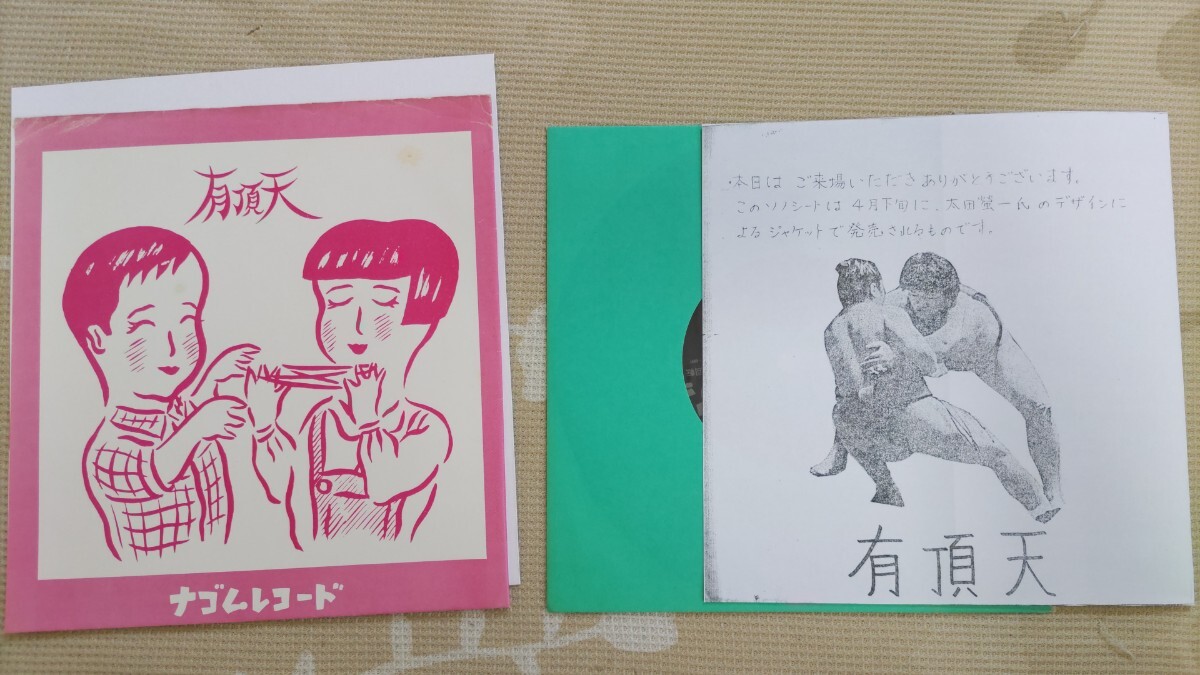 有頂天
ナゴムレコード
・本日は ご来場いただきありがとうございます。
このソノシートは 4月下旬に、太田螢一氏のデザインに
よるジャケットで発売されるものです。
有頂天